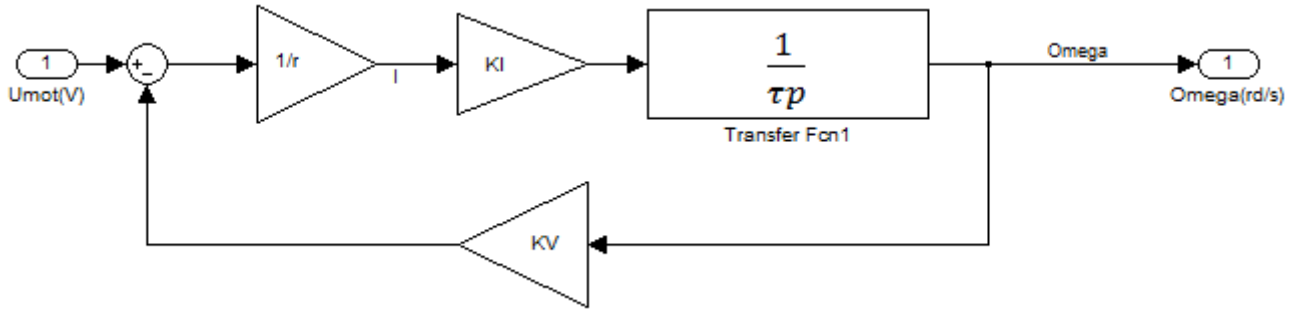 1
Umot(V)
+
−
1/r
I
KI
1
τp
Transfer Fcn1
Omega
1
Omega(rd/s)
KV